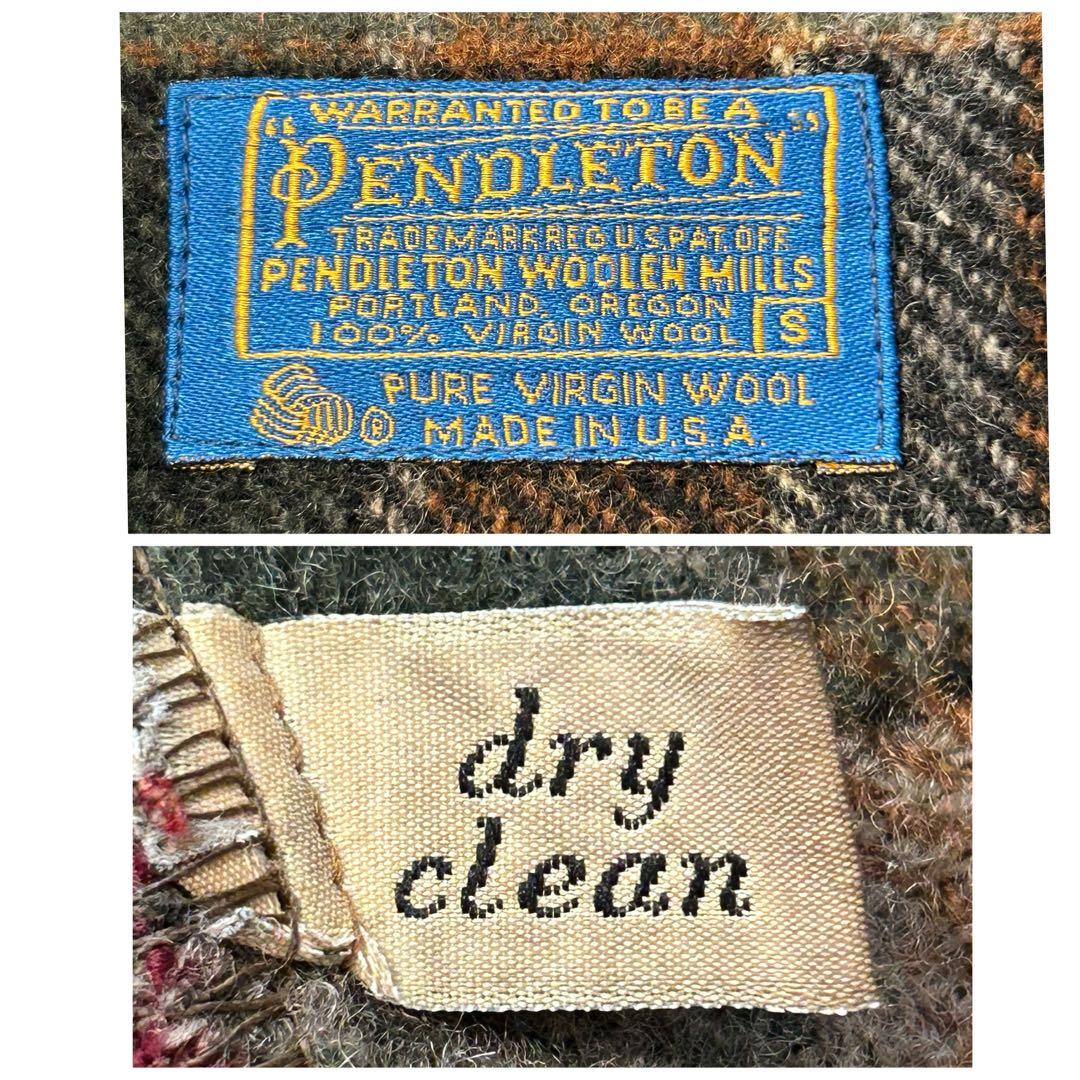 WARRANTED TO BE A
"PENDLETON"
TRADEMARK REG U.S.PAT. OFF.
PENDLETON WOOLEN MILLS
PORTLAND, OREGON
100% VIRGIN WOOL S
PURE VIRGIN WOOL
® MADE IN U.S.A.
dry
clean